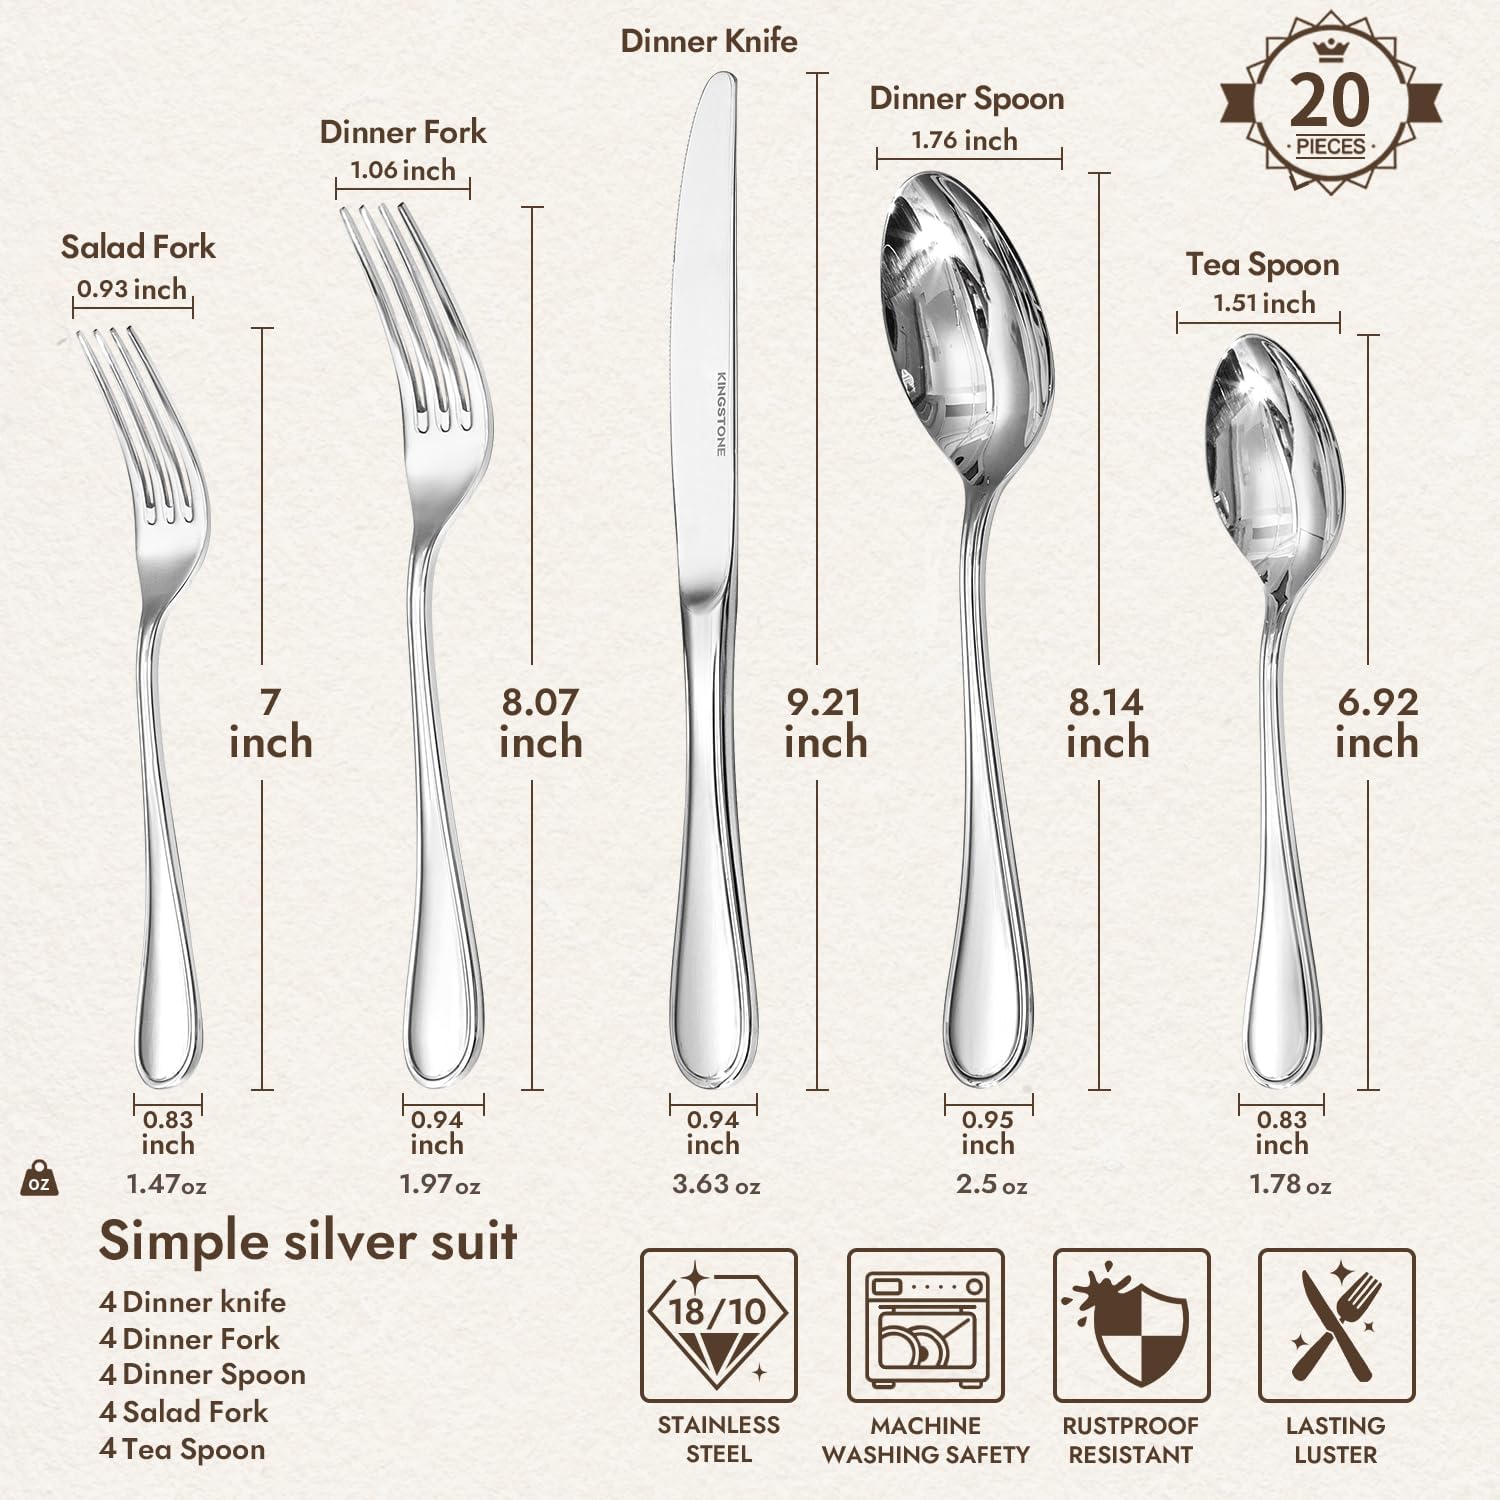 Dinner Knife
20
· PIECES ·
Dinner Spoon
1.76 inch
Dinner Fork
1.06 inch
Salad Fork
0.93 inch
Tea Spoon
1.51 inch
KINGSTONE
7
inch
8.07
inch
9.21
inch
8.14
inch
6.92
inch
0.83
inch
0.94
inch
0.94
inch
0.95
inch
0.83
inch
oz
1.47oz
1.97oz
3.63 oz
2.5 oz
1.78 oz
Simple silver suit
4 Dinner knife
4 Dinner Fork
4 Dinner Spoon
4 Salad Fork
4 Tea Spoon
18/10
STAINLESS
STEEL
MACHINE
WASHING SAFETY
RUSTPROOF
RESISTANT
LASTING
LUSTER